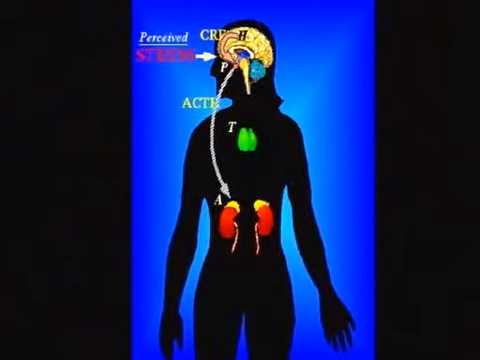 Perceived
STRESS
CRF
H
P
ACTH
T
A